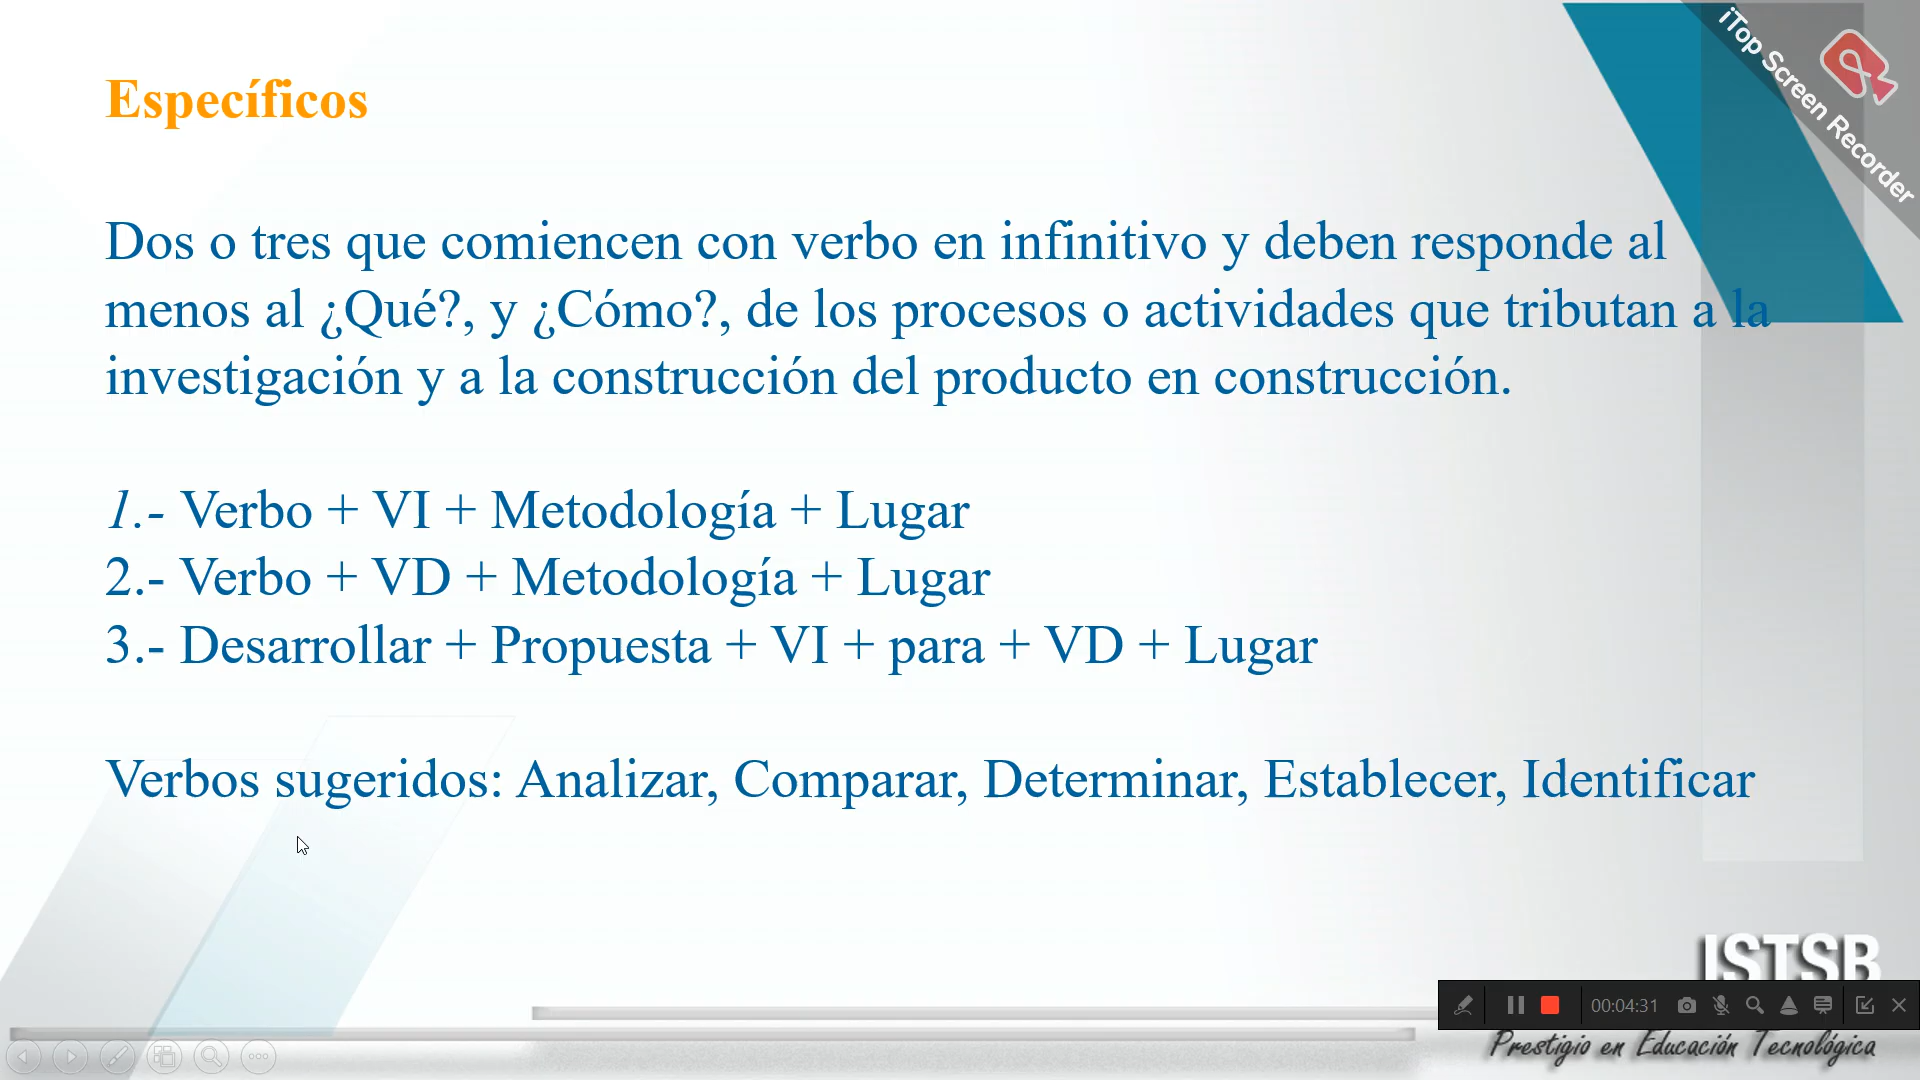 iTop Screen Recorder
Específicos
Dos o tres que comiencen con verbo en infinitivo y deben responde al
menos al ¿Qué?, y ¿Cómo?, de los procesos o actividades que tributan a la
investigación y a la construcción del producto en construcción.
1.- Verbo + VI + Metodología + Lugar
2.- Verbo + VD + Metodología + Lugar
3.- Desarrollar + Propuesta + VI + para + VD + Lugar
Verbos sugeridos: Analizar, Comparar, Determinar, Establecer, Identificar
ISTSB
00:04:31
Prestigio en Educación Tecnológica